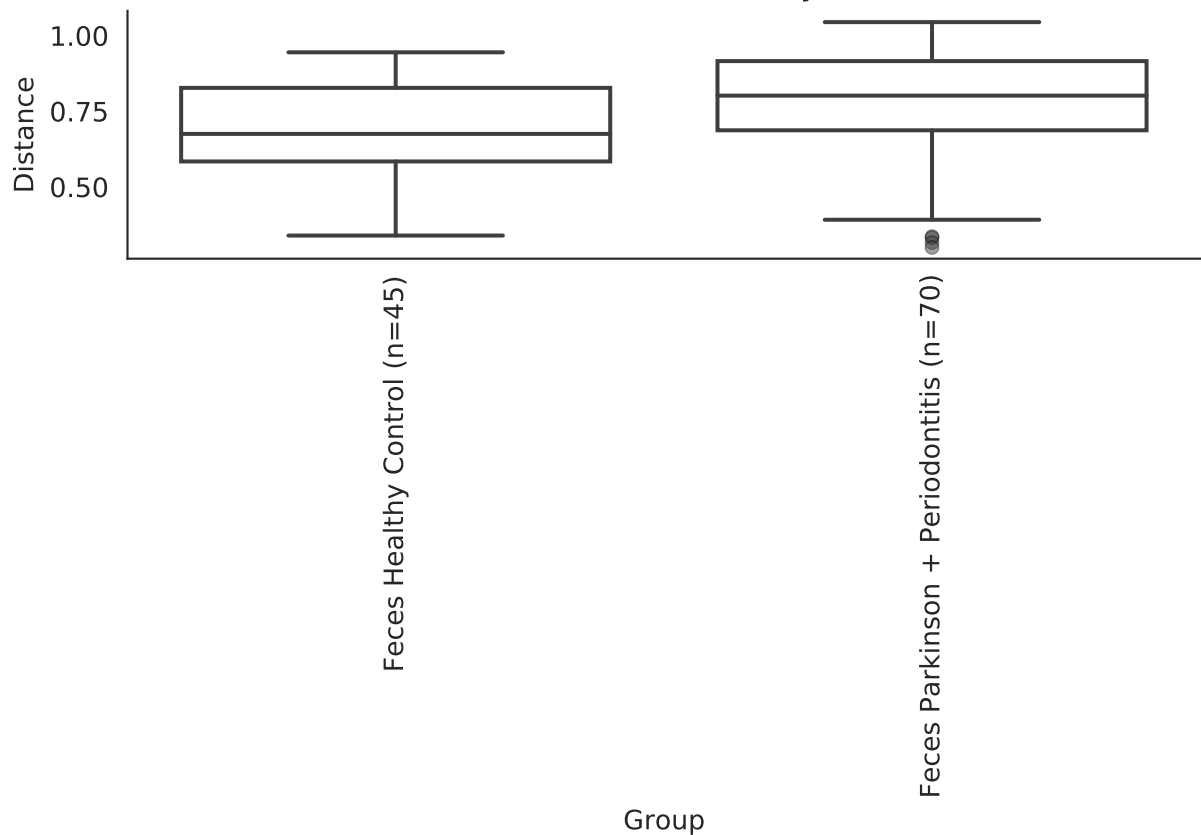 Distance
1.00
0.75
0.50
Feces Healthy Control (n=45)
Feces Parkinson + Periodontitis (n=70)
Group